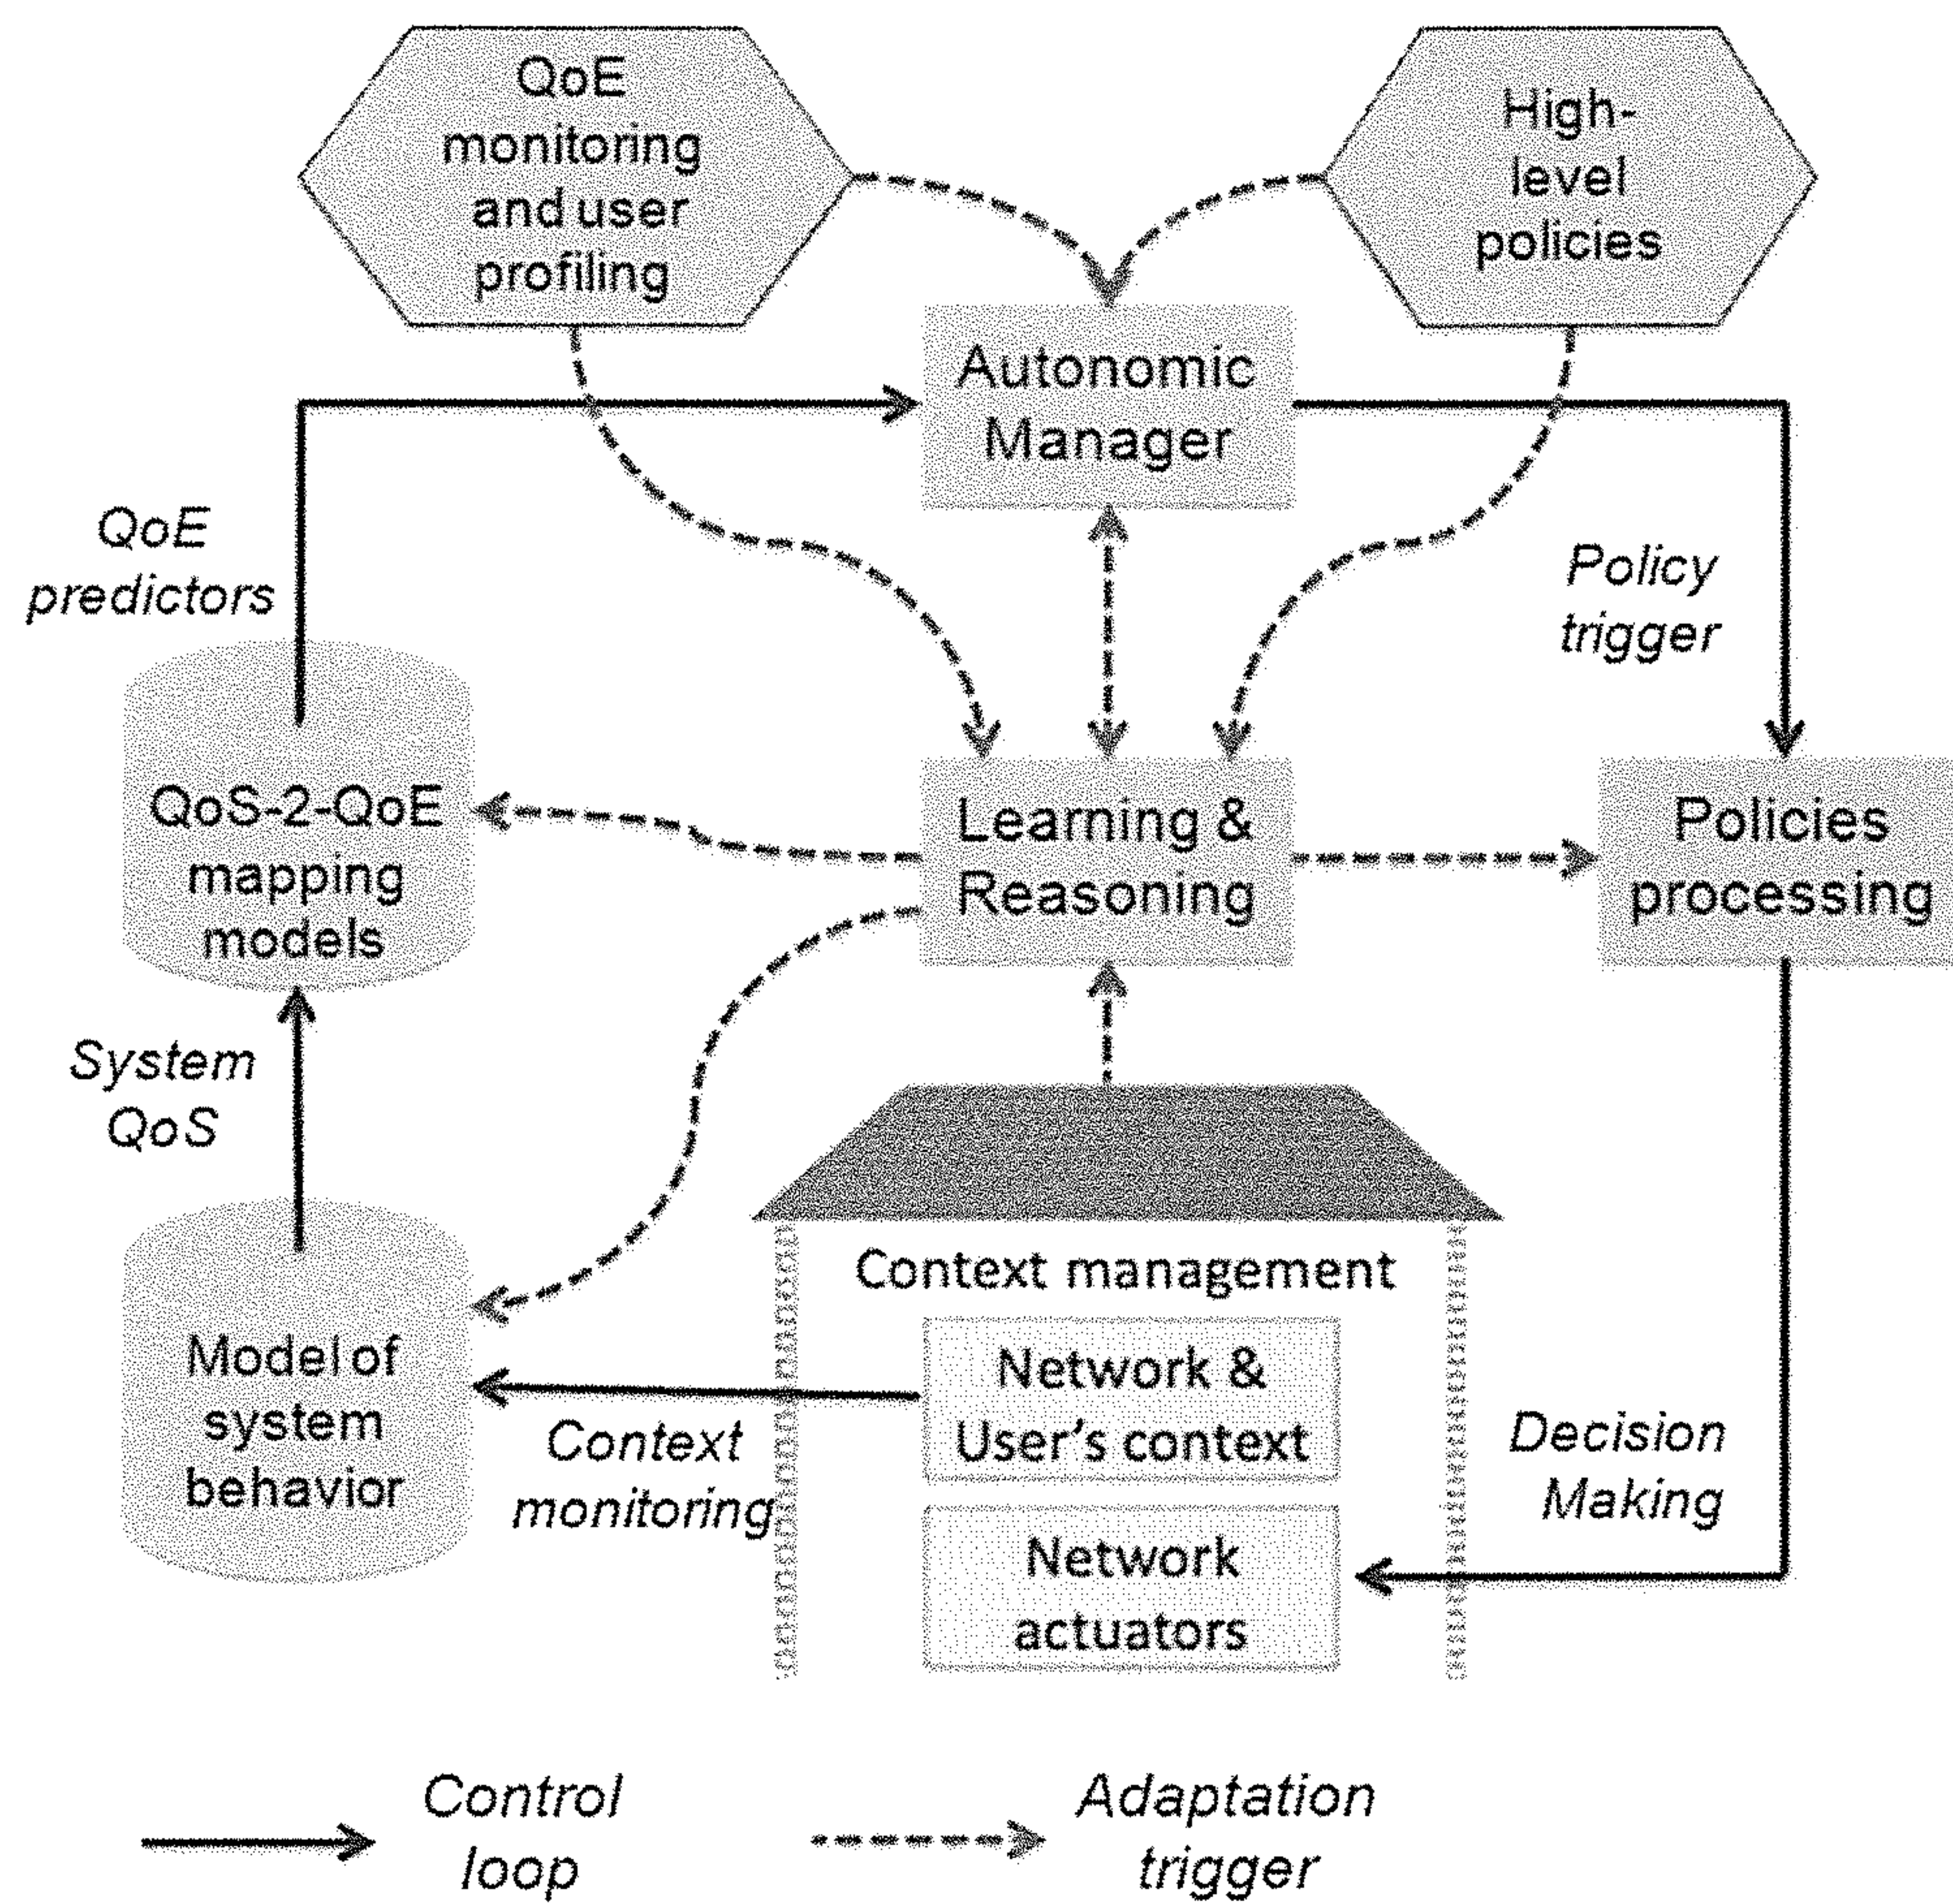 QoE
monitoring
and user
profiling
High-
level
policies
Autonomic
Manager
QoE
predictors
Policy
trigger
QoS-2-QoE
mapping
models
Learning &
Reasoning
Policies
processing
System
QoS
Context management
Model of
system
behavior
Network &
User's context
Context
monitoring
Decision
Making
Network
actuators
Control
loop
Adaptation
trigger